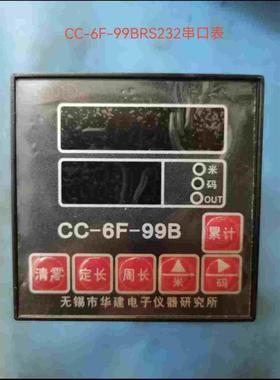 CC-6F-99BRS232串口表
米
码
OUT
CC-6F-99B
累计
清零 定长 周长 米 码
无锡市华建电子仪器研究所